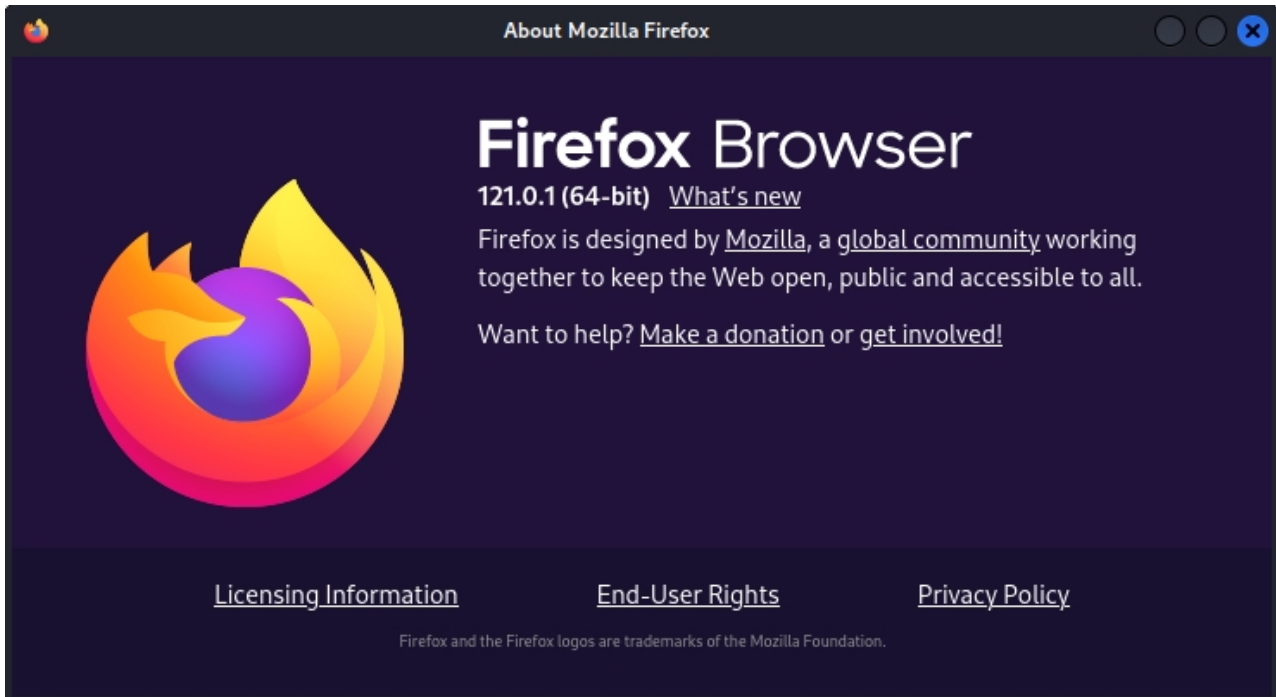 About Mozilla Firefox
Firefox Browser
121.0.1 (64-bit) What's new
Firefox is designed by Mozilla, a global community working
together to keep the Web open, public and accessible to all.
Want to help? Make a donation or get involved!
Licensing Information End-User Rights Privacy Policy
Firefox and the Firefox logos are trademarks of the Mozilla Foundation.